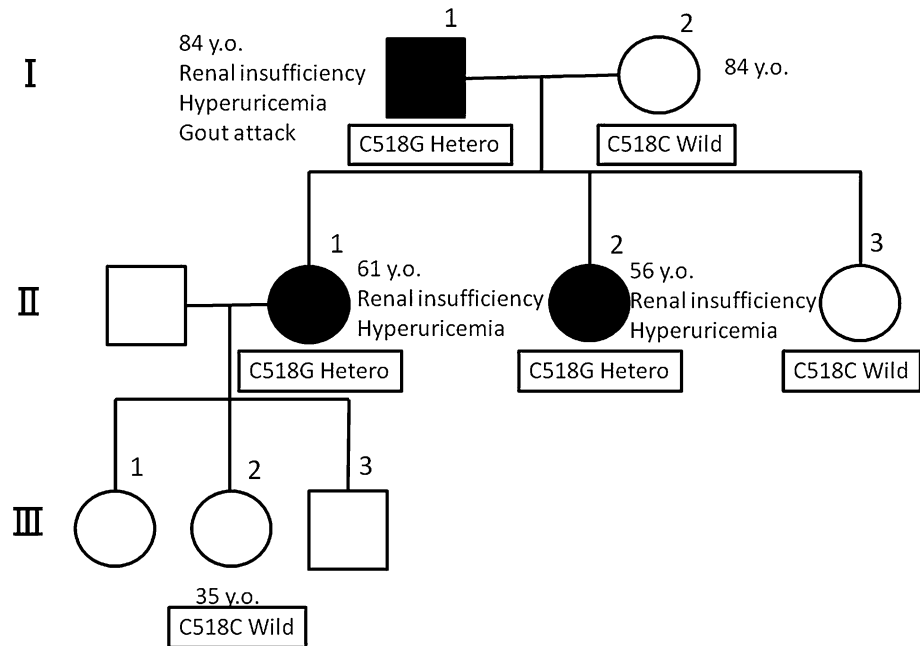 I
1
2
84 y.o.
Renal insufficiency
Hyperuricemia
Gout attack
84 y.o.
C518G Hetero
C518C Wild
II
1
2
3
61 y.o.
Renal insufficiency
Hyperuricemia
56 y.o.
Renal insufficiency
Hyperuricemia
C518G Hetero
C518G Hetero
C518C Wild
III
1
2
3
35 y.o.
C518C Wild